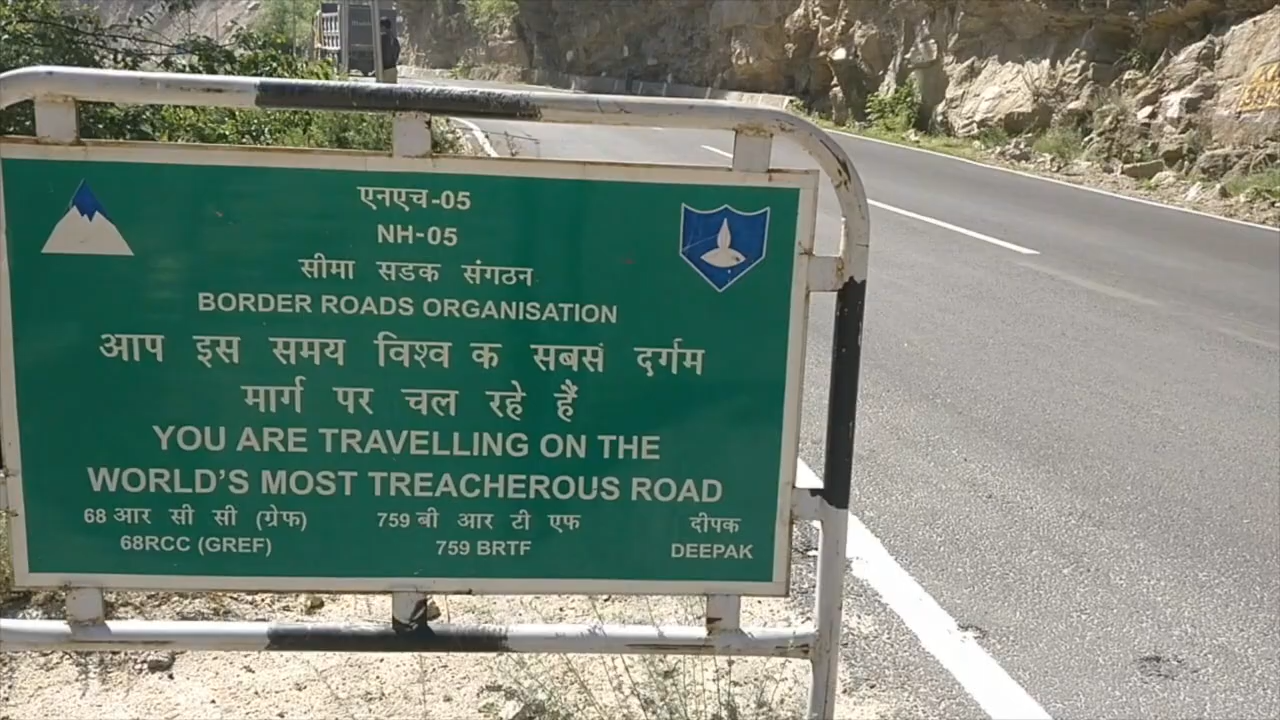 एनएच-05
NH-05
सीमा सडक संगठन
BORDER ROADS ORGANISATION
आप इस समय विश्व क सबसं दर्गम
मार्ग पर चल रहे हैं
YOU ARE TRAVELLING ON THE
WORLD'S MOST TREACHEROUS ROAD
68 आर सी सी (ग्रेफ) 759 बी आर टी एफ दीपक
68RCC (GREF) 759 BRTF DEEPAK